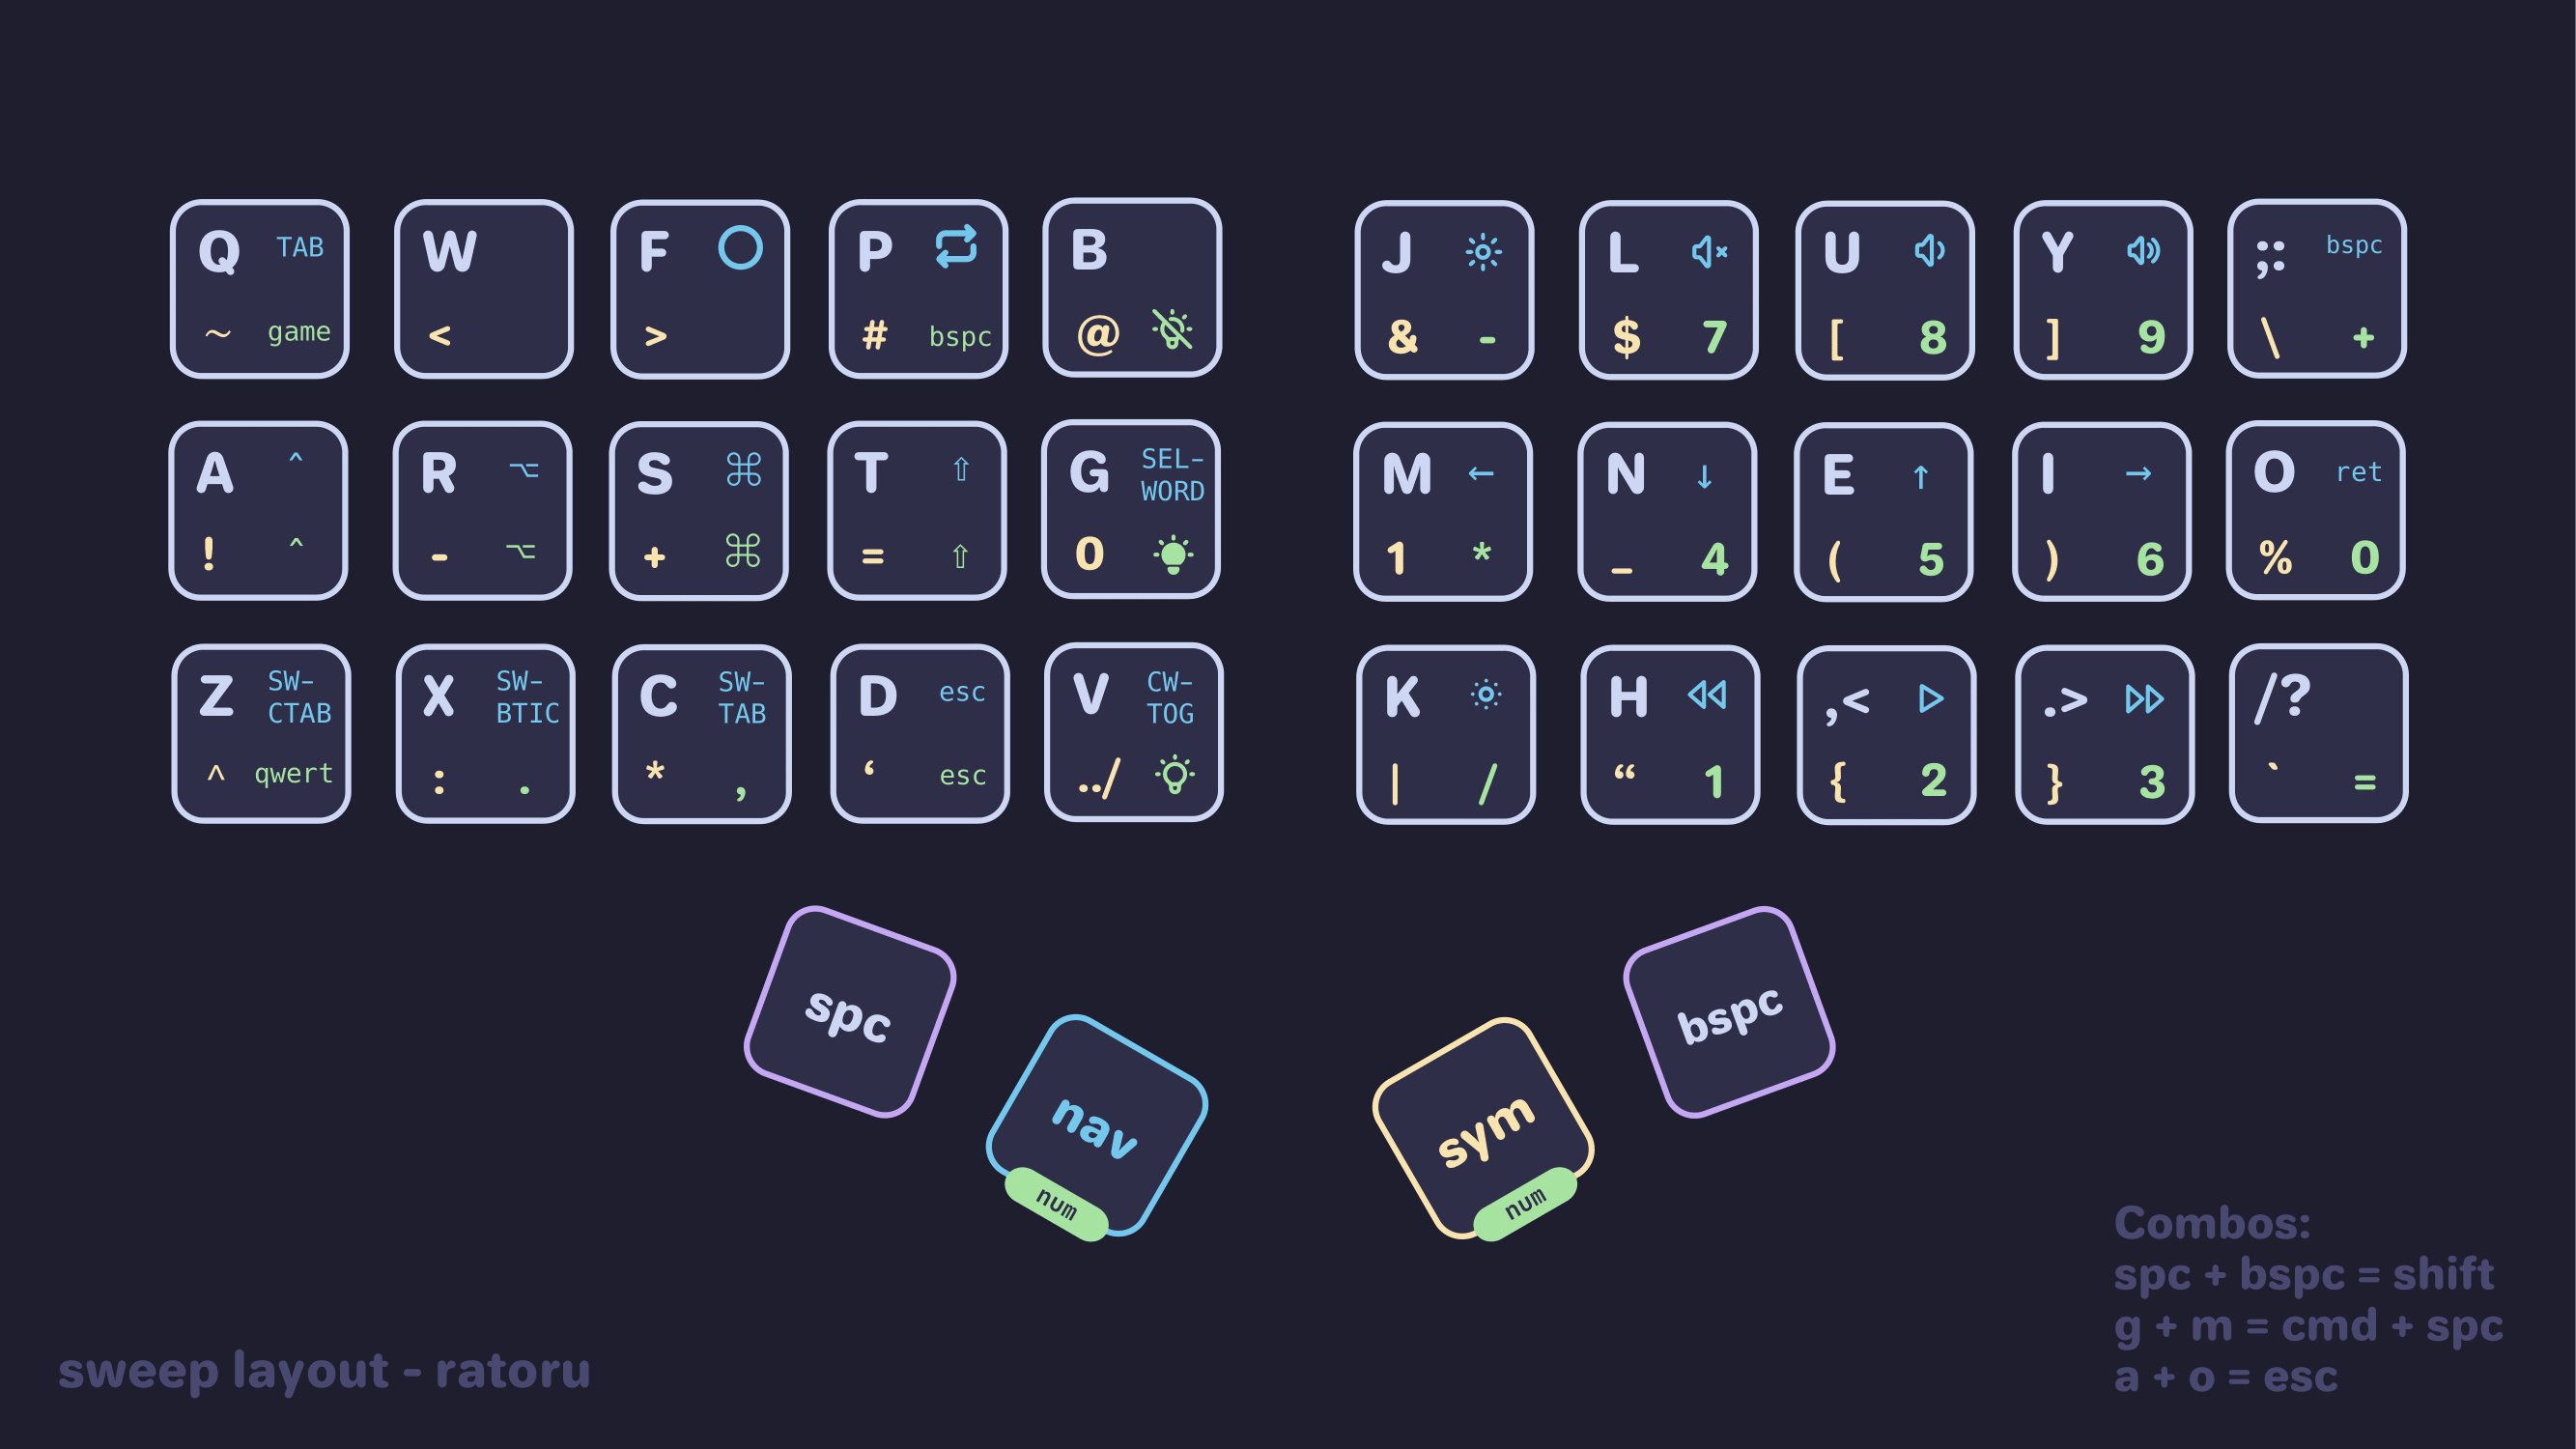 Q TAB W F P B J L U Y ;: bspc
~ game < > # bspc @ & - $ 7 [ 8 ] 9 \ +
A ^ R ⌥ S ⌘ T ⇧ G SEL- M ← N ↓ E ↑ I → O ret
WORD
! ^ - ⌥ + ⌘ = ⇧ 0 1 * _ 4 ( 5 ) 6 % 0
Z SW- X SW- C SW- D esc V CW- K H ,< .> /?
CTAB BTIC TAB TOG
^ qwert : . * , ‘ esc ../ | / “ 1 { 2 } 3 ` =
spc bspc
nav sym
num num
Combos:
spc + bspc = shift
g + m = cmd + spc
a + o = esc
sweep layout - ratoru